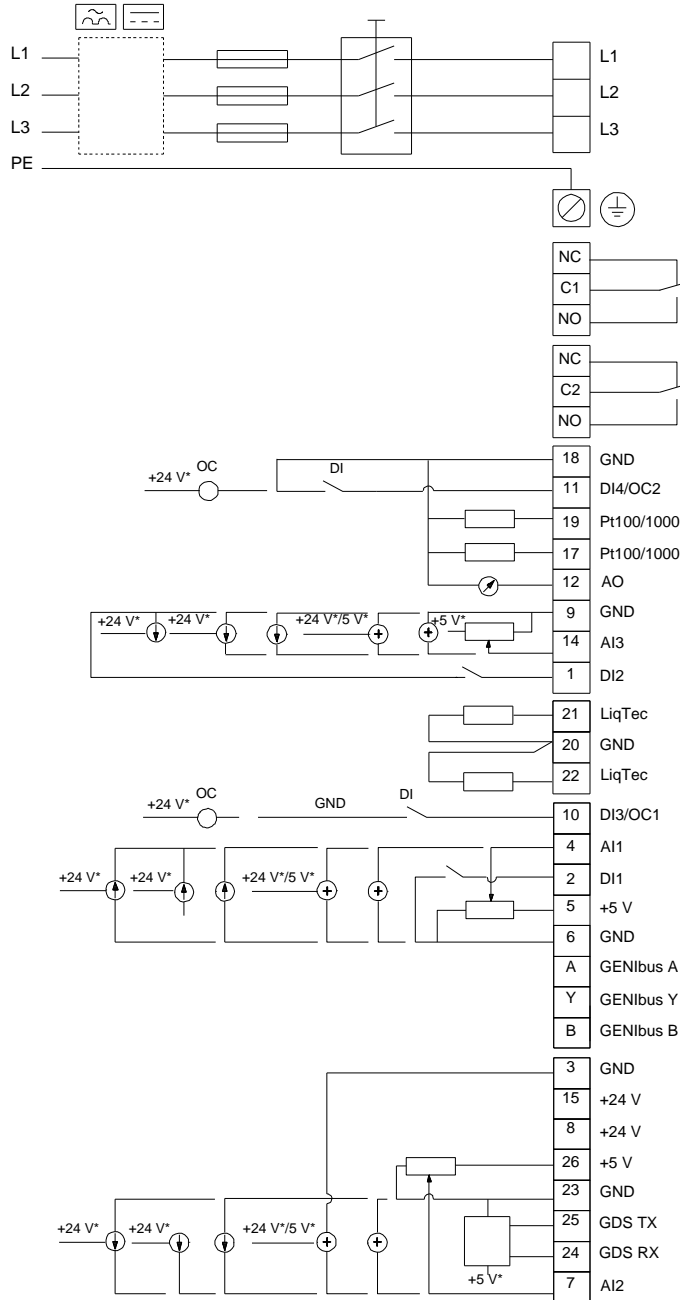 L1 L1
L2 L2
L3 L3
PE
NC
C1
NO
NC
C2
NO
18 GND
+24 V* OC DI 11 DI4/OC2
19 Pt100/1000
17 Pt100/1000
12 AO
9 GND
+24 V* +24 V* +24 V*/5 V* +5 V*
14 AI3
1 DI2
21 LiqTec
20 GND
22 LiqTec
+24 V* OC GND DI 10 DI3/OC1
4 AI1
+24 V* +24 V* +24 V*/5 V* 2 DI1
5 +5 V
6 GND
A GENIbus A
Y GENIbus Y
B GENIbus B
3 GND
15 +24 V
8 +24 V
26 +5 V
23 GND
25 GDS TX
+24 V* +24 V* +24 V*/5 V* 24 GDS RX
+5 V* 7 AI2